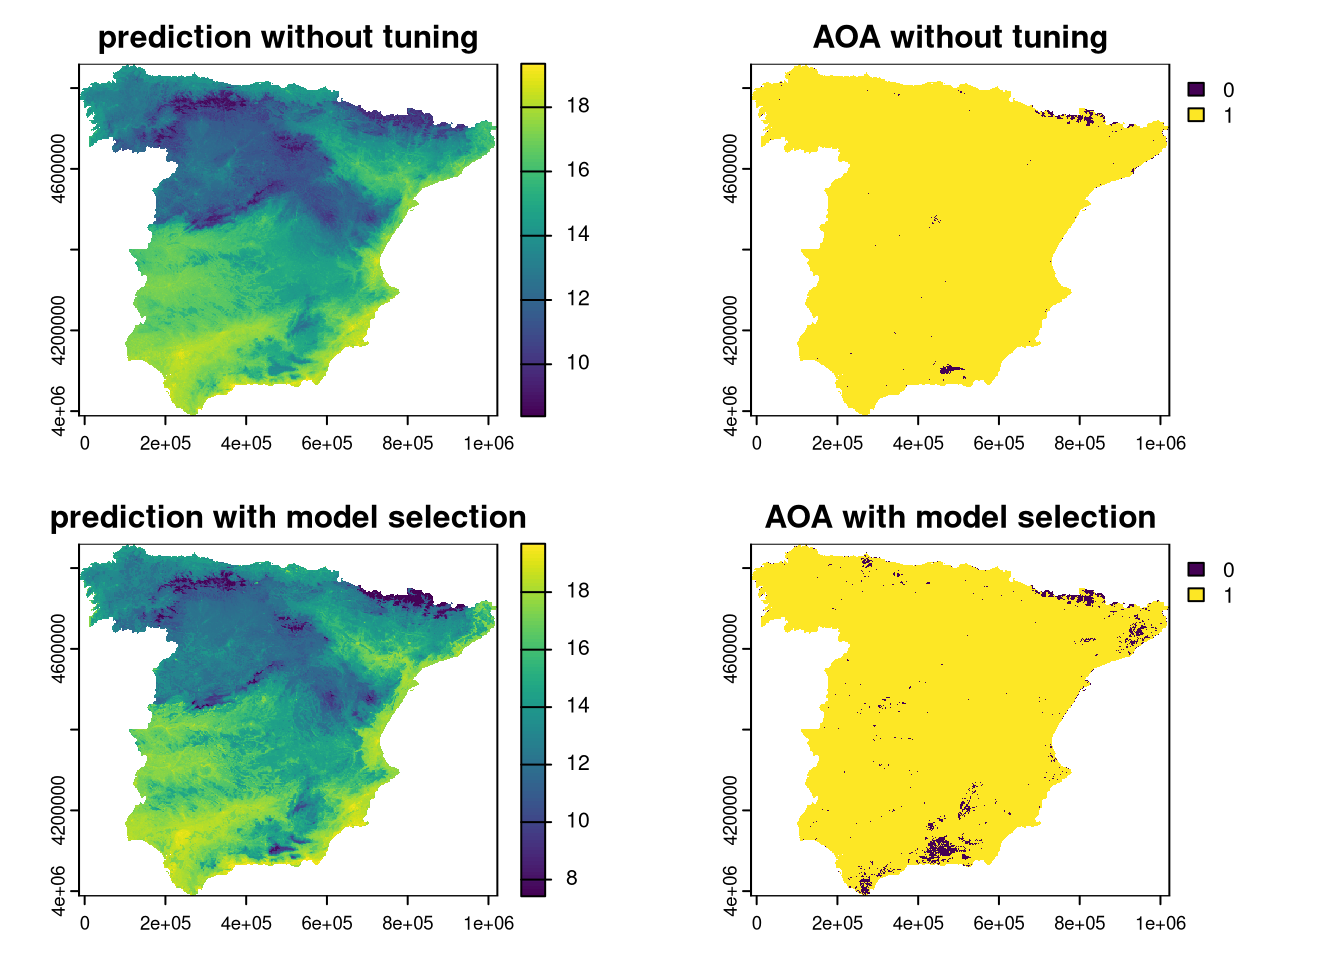 prediction without tuning
AOA without tuning
4e+06 4200000 4600000
0 2e+05 4e+05 6e+05 8e+05 1e+06
18
16
14
12
10
4e+06 4200000 4600000
0 2e+05 4e+05 6e+05 8e+05 1e+06
0
1
prediction with model selection
AOA with model selection
4e+06 4200000 4600000
0 2e+05 4e+05 6e+05 8e+05 1e+06
18
16
14
12
10
8
4e+06 4200000 4600000
0 2e+05 4e+05 6e+05 8e+05 1e+06
0
1